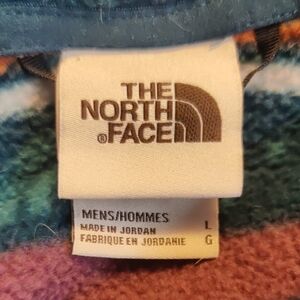 THE
NORTH
®FACE
MENS/HOMMES
MADE IN JORDAN L
FABRIQUE EN JORDANIE G